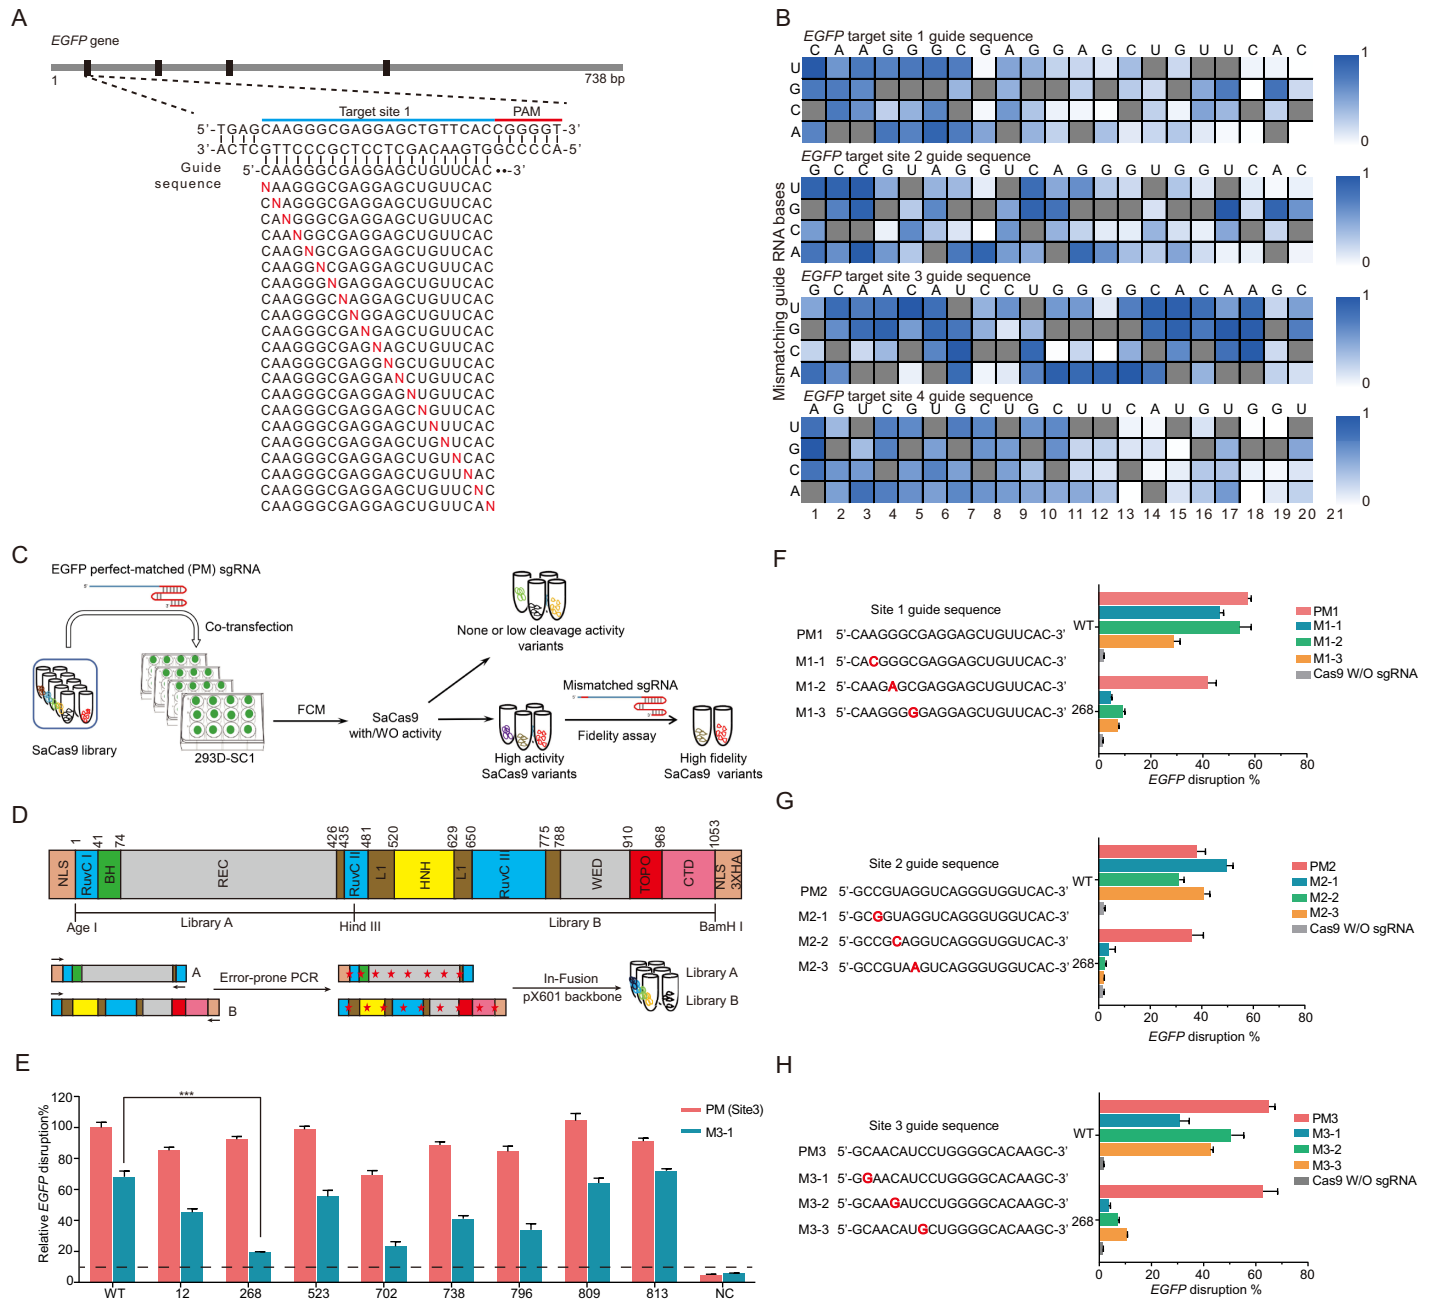 A
EGFP gene
1
738 bp
Target site 1
PAM
5'-TGAGCAAGGGCGAGGAGCTGTTCACCGGGGT-3'
3'-ACTCGTTCCCGCTCCTCGACAAGTGGCCCCA-5'
Guide sequence
5'-CAAGGGCGAGGAGCUGUUCAC••-3'
NAAGGGCGAGGAGCUGUUCAC
CNAGGGCGAGGAGCUGUUCAC
CANGGGCGAGGAGCUGUUCAC
CAANGGCGAGGAGCUGUUCAC
CAAGNGCGAGGAGCUGUUCAC
CAAGGNCGAGGAGCUGUUCAC
CAAGGGNGAGGAGCUGUUCAC
CAAGGGCNAGGAGCUGUUCAC
CAAGGGCGNGGAGCUGUUCAC
CAAGGGCGANGAGCUGUUCAC
CAAGGGCGAGNAGCUGUUCAC
CAAGGGCGAGGNGCUGUUCAC
CAAGGGCGAGGANCUGUUCAC
CAAGGGCGAGGAGNUGUUCAC
CAAGGGCGAGGAGCNGUUCAC
CAAGGGCGAGGAGCUNUUCAC
CAAGGGCGAGGAGCUGNUCAC
CAAGGGCGAGGAGCUGUNCAC
CAAGGGCGAGGAGCUGUUNAC
CAAGGGCGAGGAGCUGUUCNC
CAAGGGCGAGGAGCUGUUCAN
B
Mismatching guide RNA bases
EGFP target site 1 guide sequence
C A A G G G C G A G G A G C U G U U C A C
U
G
C
A
1
0
EGFP target site 2 guide sequence
G C C G U A G G U C A G G G U G G U C A C
U
G
C
A
1
0
EGFP target site 3 guide sequence
G C A A C A U C C U G G G G C A C A A G C
U
G
C
A
1
0
EGFP target site 4 guide sequence
A G U C G U G C U G C U U C A U G U G G U
U
G
C
A
1
0
1 2 3 4 5 6 7 8 9 10 11 12 13 14 15 16 17 18 19 20 21
C
EGFP perfect-matched (PM) sgRNA
5'
3'
Co-transfection
SaCas9 library
293D-SC1
FCM
SaCas9 with/WO activity
None or low cleavage activity variants
High activity SaCas9 variants
Mismatched sgRNA
Fidelity assay
High fidelity SaCas9 variants
D
1 41 74 426 435 481 520 629 650 775 788 910 968 1053
NLS RuvC I BH REC RuvC II L1 HNH L1 RuvC III WED TOPO CTD NLS 3XHA
Age I Library A Hind III Library B BamH I
A
B
Error-prone PCR
In-Fusion
pX601 backbone
Library A
Library B
E
Relative EGFP disruption%
120
100
80
60
40
20
0
***
PM (Site3)
M3-1
WT 12 268 523 702 738 796 809 813 NC
F
Site 1 guide sequence
PM1 5'-CAAGGGCGAGGAGCUGUUCAC-3'
M1-1 5'-CACGGGCGAGGAGCUGUUCAC-3'
M1-2 5'-CAAGAGCGAGGAGCUGUUCAC-3'
M1-3 5'-CAAGGGGGAGGAGCUGUUCAC-3'
WT
268
0 20 40 60 80
EGFP disruption %
PM1
M1-1
M1-2
M1-3
Cas9 W/O sgRNA
G
Site 2 guide sequence
PM2 5'-GCCGUAGGUCAGGGUGGUCAC-3'
M2-1 5'-GCGGUAGGUCAGGGUGGUCAC-3'
M2-2 5'-GCCGCAGGUCAGGGUGGUCAC-3'
M2-3 5'-GCCGUAAGUCAGGGUGGUCAC-3'
WT
268
0 20 40 60 80
EGFP disruption %
PM2
M2-1
M2-2
M2-3
Cas9 W/O sgRNA
H
Site 3 guide sequence
PM3 5'-GCAACAUCCUGGGGCACAAGC-3'
M3-1 5'-GGAACAUCCUGGGGCACAAGC-3'
M3-2 5'-GCAAGAUCCUGGGGCACAAGC-3'
M3-3 5'-GCAACAUGCUGGGGCACAAGC-3'
WT
268
0 20 40 60 80
EGFP disruption %
PM3
M3-1
M3-2
M3-3
Cas9 W/O sgRNA